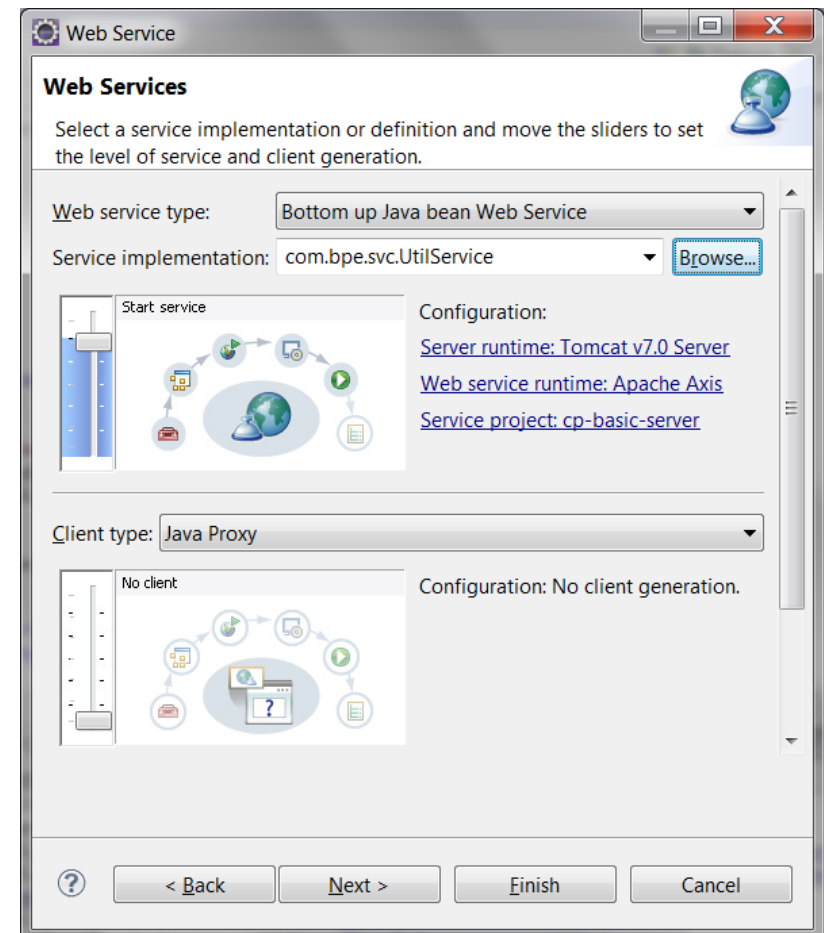 Web Service
Web Services
Select a service implementation or definition and move the sliders to set
the level of service and client generation.
Web service type: Bottom up Java bean Web Service
Service implementation: com.bpe.svc.UtilService Browse...
Start service
Configuration:
Server runtime: Tomcat v7.0 Server
Web service runtime: Apache Axis
Service project: cp-basic-server
Client type: Java Proxy
No client
Configuration: No client generation.
?
? < Back Next > Finish Cancel